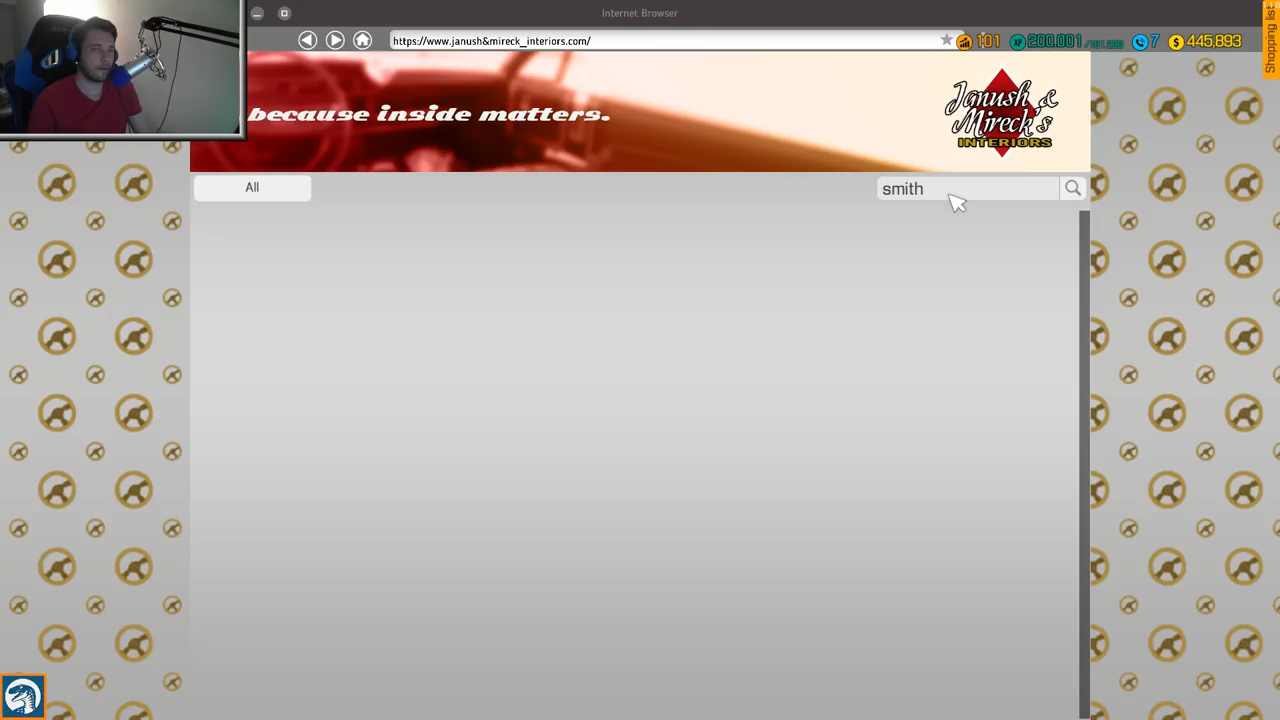 Internet Browser
https://www.janush&mireck_interiors.com/
101
XP 200.001
7
$ 445,893
Shopping list
because inside matters.
Janush &
Mireck's
INTERIORS
All
smith